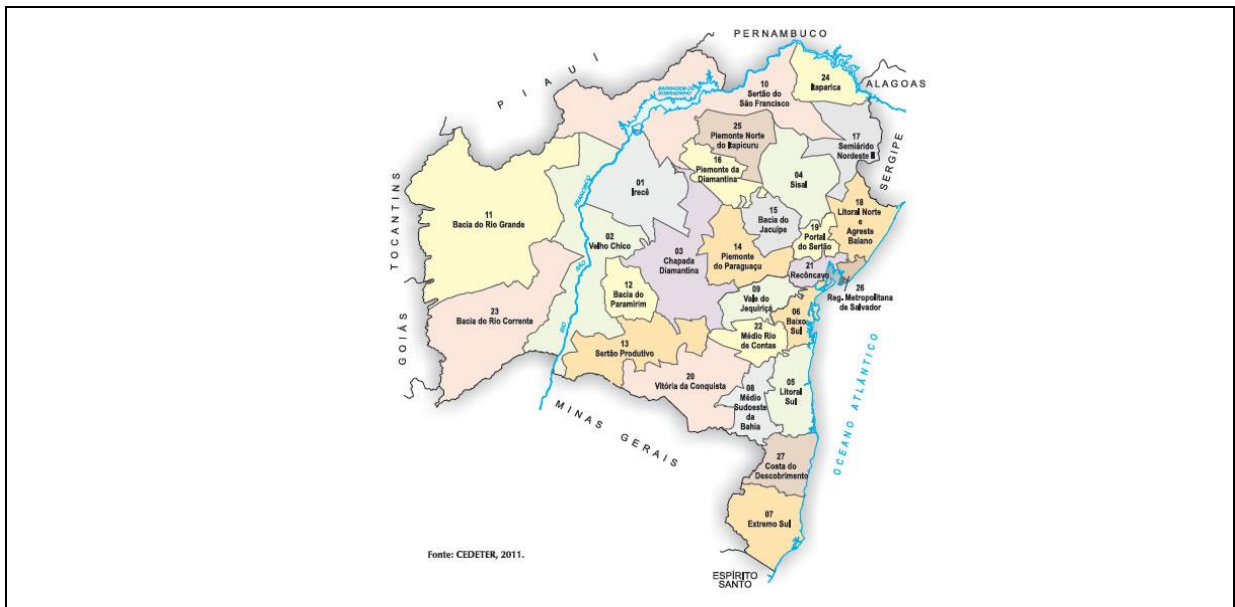 PERNAMBUCO
PIAUI
ALAGOAS
SERGIPE
TOCANTINS
GOIÁS
MINAS GERAIS
ESPÍRITO
SANTO
OCEANO ATLÂNTICO
BARRAGEM DO
SOBRADINHO
RIO
SÃO
FRANCISCO
24
Itaparica
10
Sertão do
São Francisco
25
Piemonte Norte
do Itapicuru
17
Semiárido
Nordeste II
16
Piemonte da
Diamantina
04
Sisal
01
Irecê
11
Bacia do Rio Grande
15
Bacia do
Jacuípe
18
Litoral Norte
e
Agreste
Baiano
19
Portal
do Sertão
02
Velho Chico
03
Chapada
Diamantina
14
Piemonte
do Paraguaçu
21
Recôncavo
26
Reg. Metropolitana
de Salvador
12
Bacia do
Paramirim
09
Vale do
Jequiriçá
06
Baixo
Sul
23
Bacia do Rio Corrente
22
Médio Rio
de Contas
13
Sertão Produtivo
20
Vitória da Conquista
08
Médio
Sudoeste
da
Bahia
05
Litoral
Sul
27
Costa do
Descobrimento
07
Extremo Sul
Fonte: CEDETER, 2011.